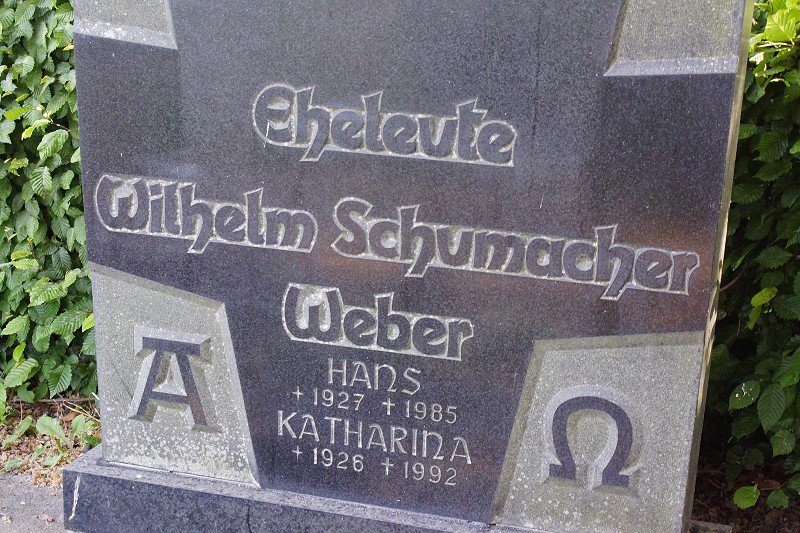 Eheleute
Wilhelm Schumacher
Weber
HANS
+ 1927 ✝ 1985
KATHARINA
+ 1926 ✝ 1992
A Ω